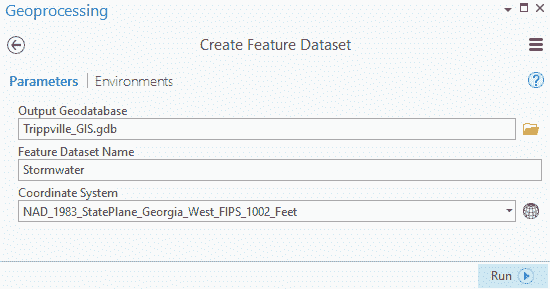 Geoprocessing
Create Feature Dataset
Parameters | Environments
?
Output Geodatabase
Trippville_GIS.gdb
Feature Dataset Name
Stormwater
Coordinate System
NAD_1983_StatePlane_Georgia_West_FIPS_1002_Feet
Run